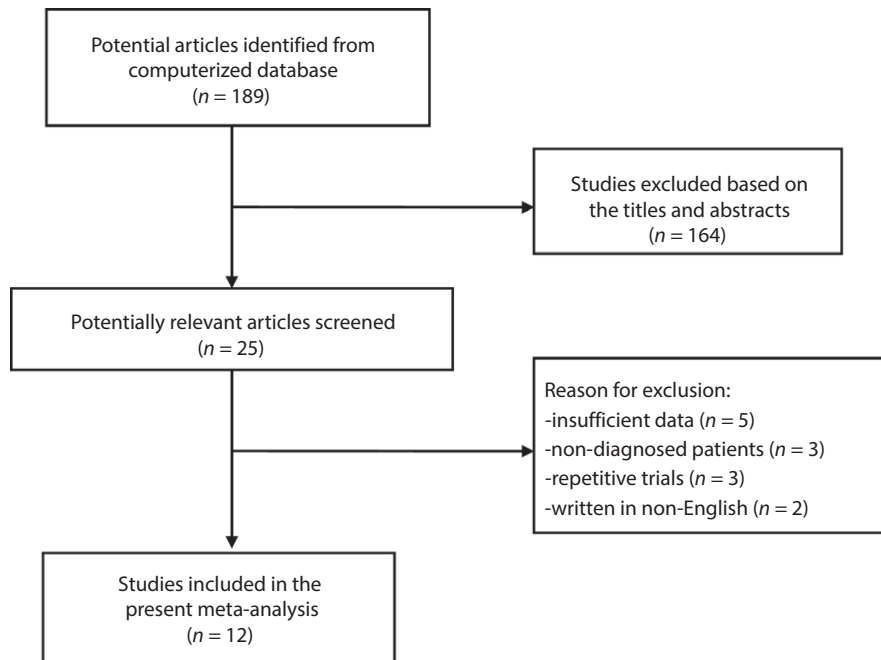 Potential articles identified from
computerized database
(n = 189)
Studies excluded based on
the titles and abstracts
(n = 164)
Potentially relevant articles screened
(n = 25)
Reason for exclusion:
-insufficient data (n = 5)
-non-diagnosed patients (n = 3)
-repetitive trials (n = 3)
-written in non-English (n = 2)
Studies included in the
present meta-analysis
(n = 12)